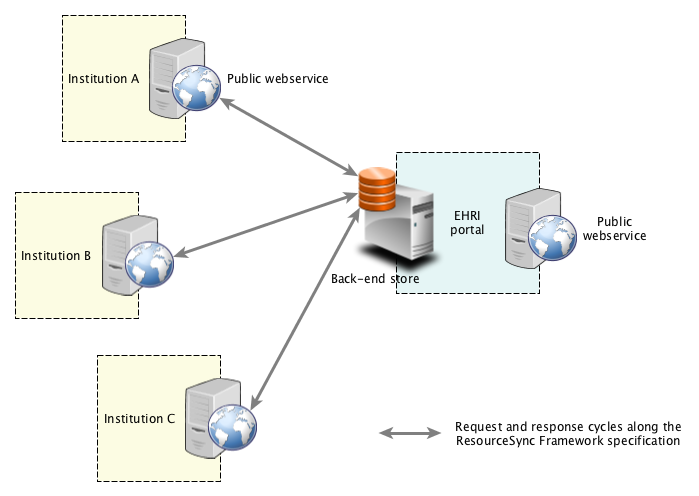 Institution A
Public webservice
EHRI
portal
Public
webservice
Institution B
Back-end store
Institution C
Request and response cycles along the
ResourceSync Framework specification